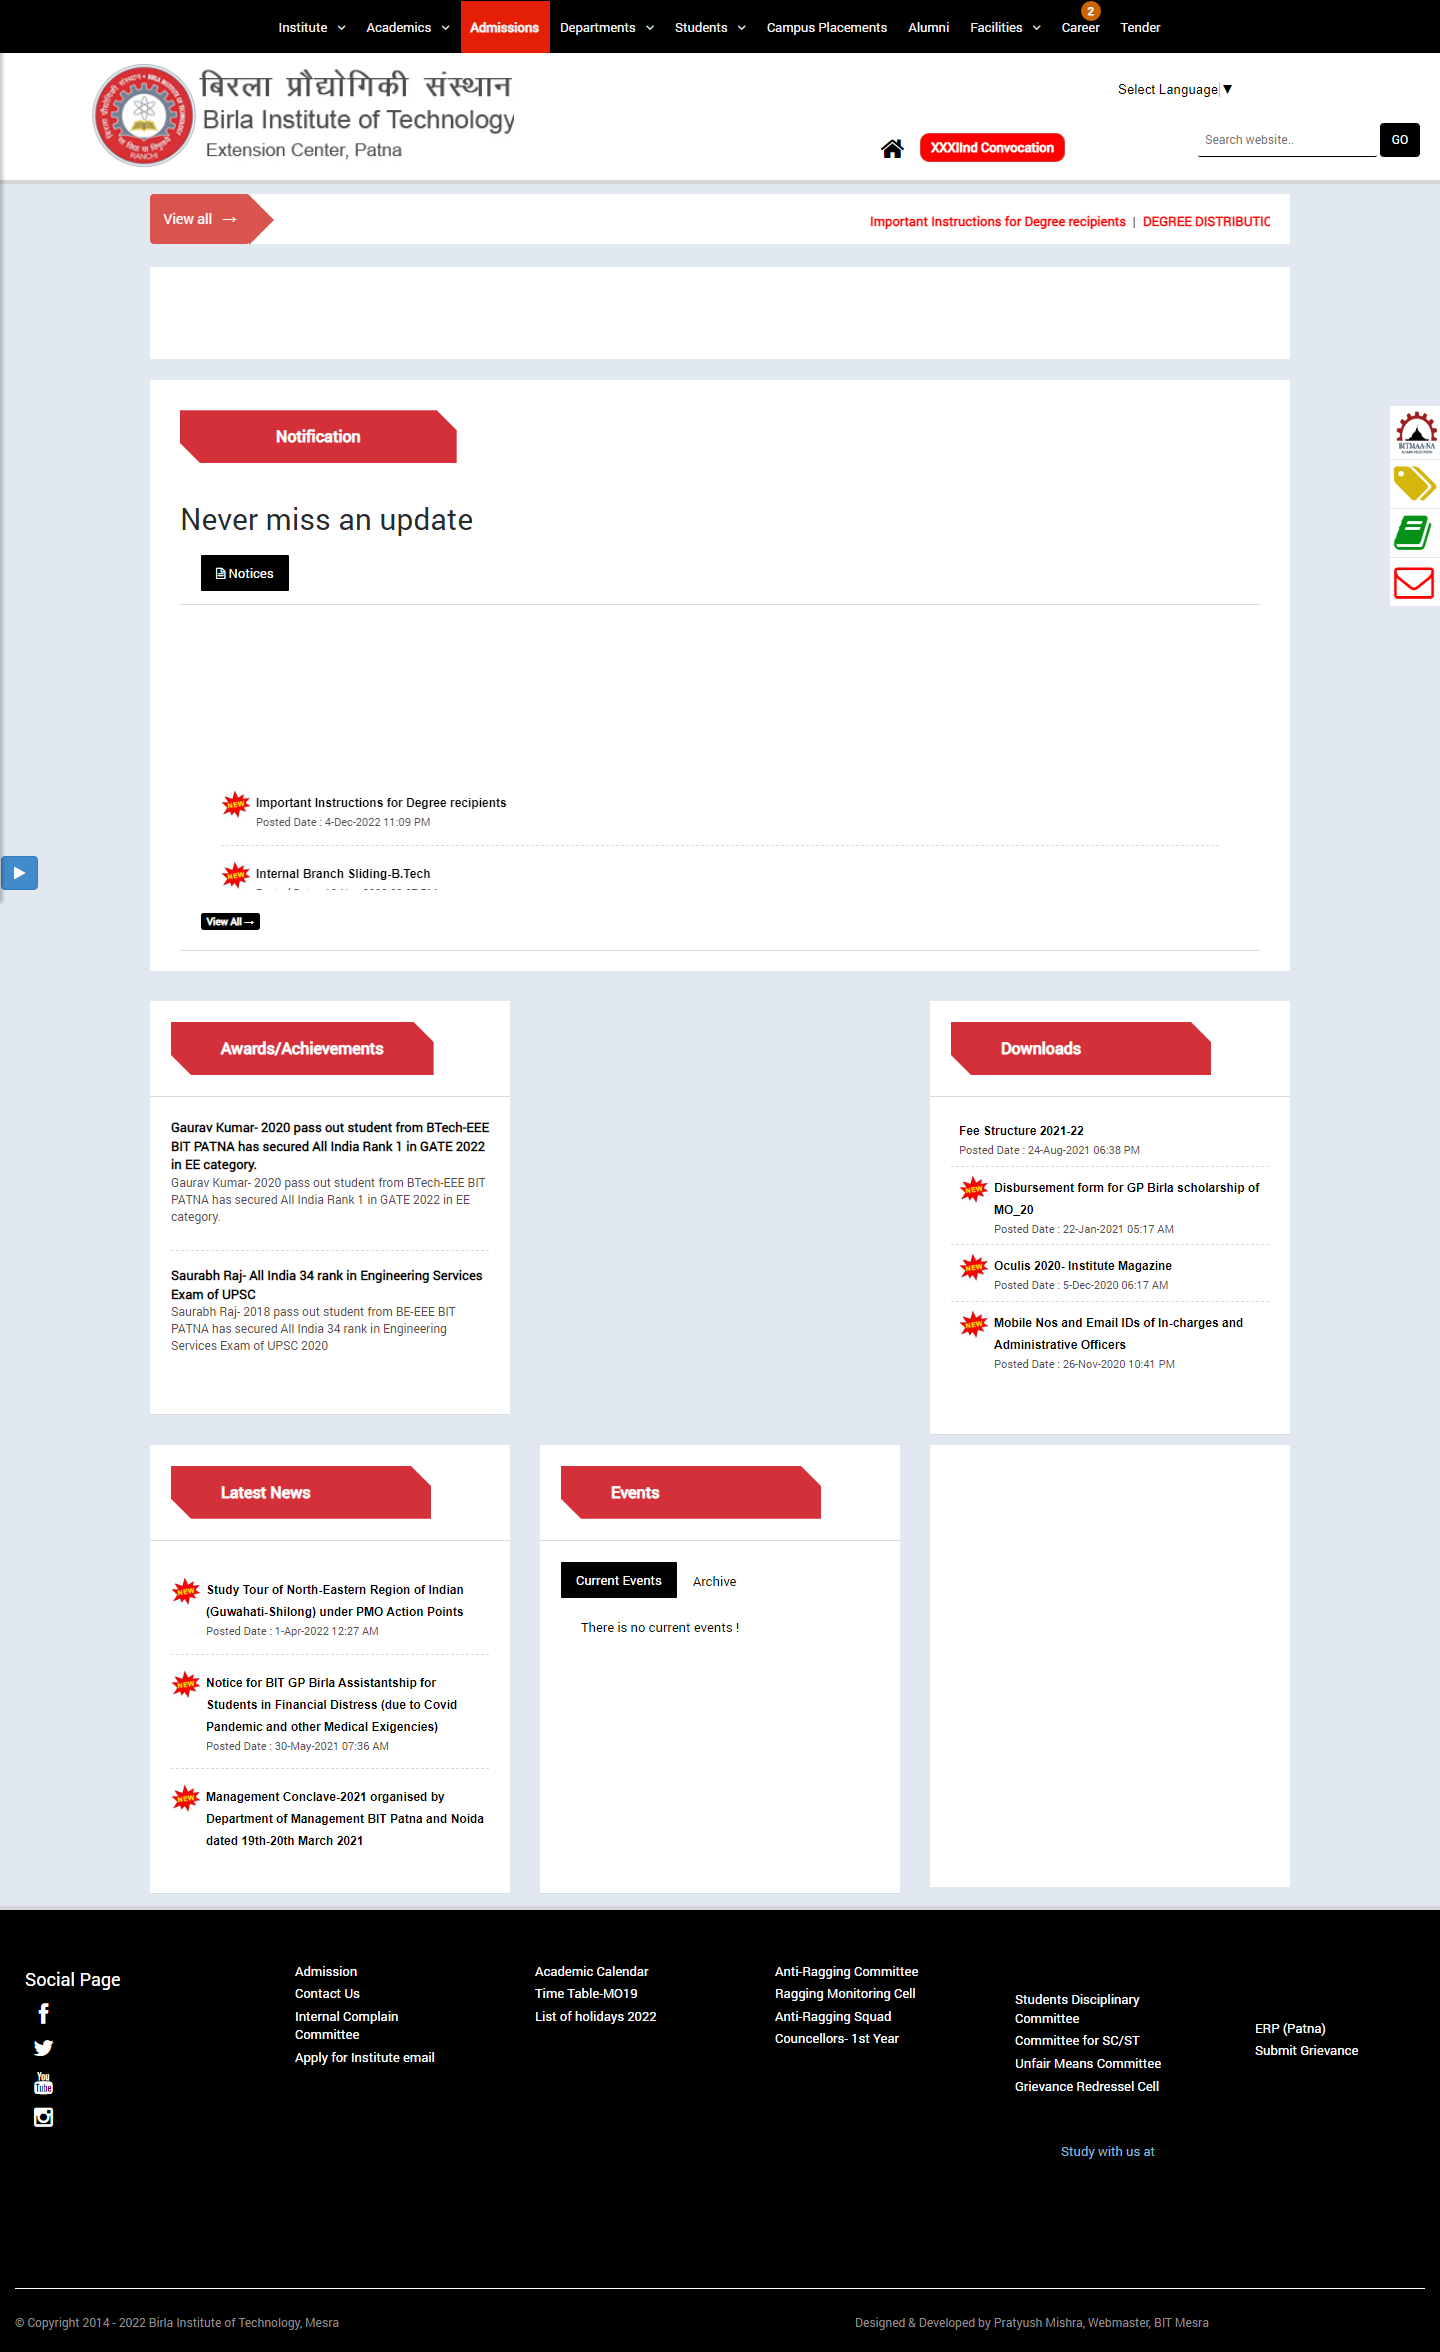 Institute
Academics
Admissions
Departments
Students
Campus Placements
Alumni
Facilities
Career
2
Tender
बिरला प्रौद्योगिकी संस्थान
Birla Institute of Technology
Extension Center, Patna
RANCHI
Select Language ▼
XXXIInd Convocation
Search website..
GO
View all →
Important Instructions for Degree recipients | DEGREE DISTRIBUTIO
Notification
BITMAA-NA
Never miss an update
Notices
NEW Important Instructions for Degree recipients
Posted Date : 4-Dec-2022 11:09 PM
NEW Internal Branch Sliding-B.Tech
View All →
Awards/Achievements
Gaurav Kumar- 2020 pass out student from BTech-EEE
BIT PATNA has secured All India Rank 1 in GATE 2022
in EE category.
Gaurav Kumar- 2020 pass out student from BTech-EEE BIT
PATNA has secured All India Rank 1 in GATE 2022 in EE
category.
Saurabh Raj- All India 34 rank in Engineering Services
Exam of UPSC
Saurabh Raj- 2018 pass out student from BE-EEE BIT
PATNA has secured All India 34 rank in Engineering
Services Exam of UPSC 2020
Downloads
Fee Structure 2021-22
Posted Date : 24-Aug-2021 06:38 PM
NEW Disbursement form for GP Birla scholarship of
MO_20
Posted Date : 22-Jan-2021 05:17 AM
NEW Oculis 2020- Institute Magazine
Posted Date : 5-Dec-2020 06:17 AM
NEW Mobile Nos and Email IDs of In-charges and
Administrative Officers
Posted Date : 26-Nov-2020 10:41 PM
Latest News
NEW Study Tour of North-Eastern Region of Indian
(Guwahati-Shilong) under PMO Action Points
Posted Date : 1-Apr-2022 12:27 AM
NEW Notice for BIT GP Birla Assistantship for
Students in Financial Distress (due to Covid
Pandemic and other Medical Exigencies)
Posted Date : 30-May-2021 07:36 AM
NEW Management Conclave-2021 organised by
Department of Management BIT Patna and Noida
dated 19th-20th March 2021
Events
Current Events
Archive
There is no current events !
Social Page
You
Tube
Admission
Contact Us
Internal Complain
Committee
Apply for Institute email
Academic Calendar
Time Table-MO19
List of holidays 2022
Anti-Ragging Committee
Ragging Monitoring Cell
Anti-Ragging Squad
Councellors- 1st Year
Students Disciplinary
Committee
Committee for SC/ST
Unfair Means Committee
Grievance Redressel Cell
ERP (Patna)
Submit Grievance
Study with us at
© Copyright 2014 - 2022 Birla Institute of Technology, Mesra
Designed & Developed by Pratyush Mishra, Webmaster, BIT Mesra